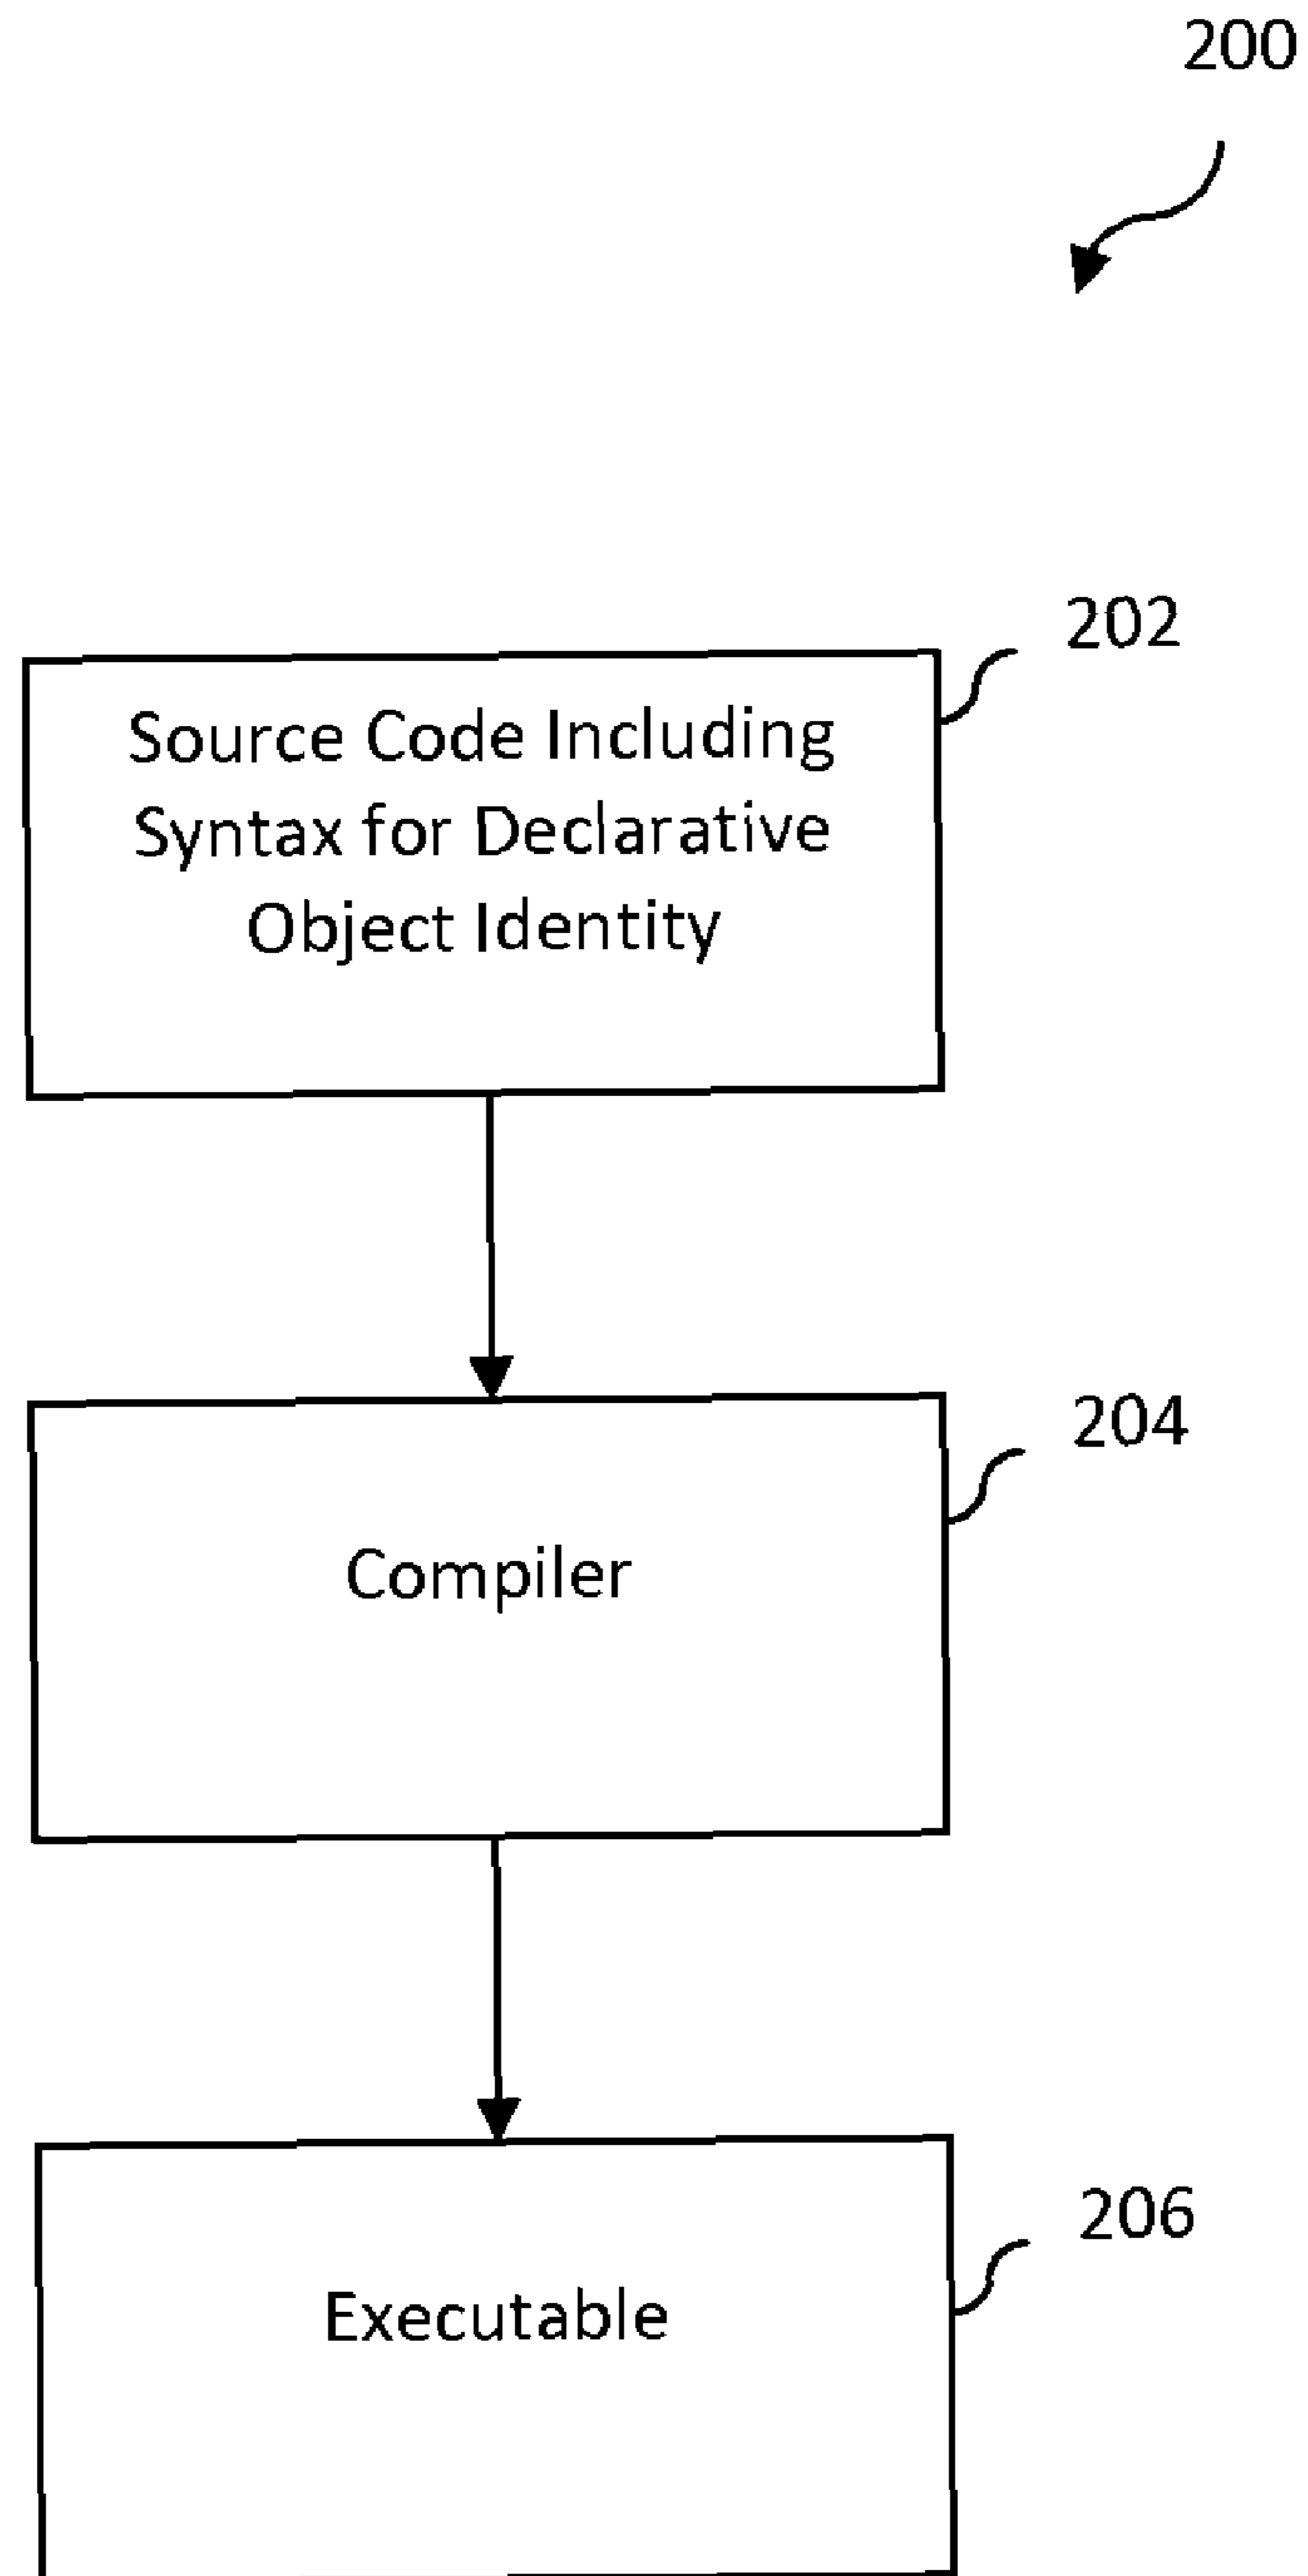 200
202
Source Code Including
Syntax for Declarative
Object Identity
204
Compiler
206
Executable